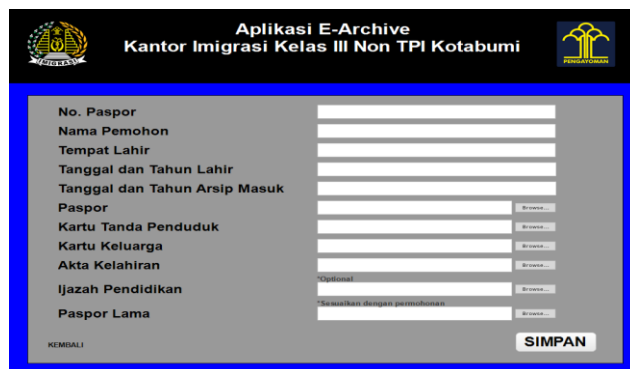 Aplikasi E-Archive
Kantor Imigrasi Kelas III Non TPI Kotabumi
IMIGRASI
PENGAYOMAN
No. Paspor
Nama Pemohon
Tempat Lahir
Tanggal dan Tahun Lahir
Tanggal dan Tahun Arsip Masuk
Paspor Browse...
Kartu Tanda Penduduk Browse...
Kartu Keluarga Browse...
Akta Kelahiran Browse...
*Optional
Ijazah Pendidikan Browse...
*Sesuaikan dengan permohonan
Paspor Lama Browse...
KEMBALI SIMPAN